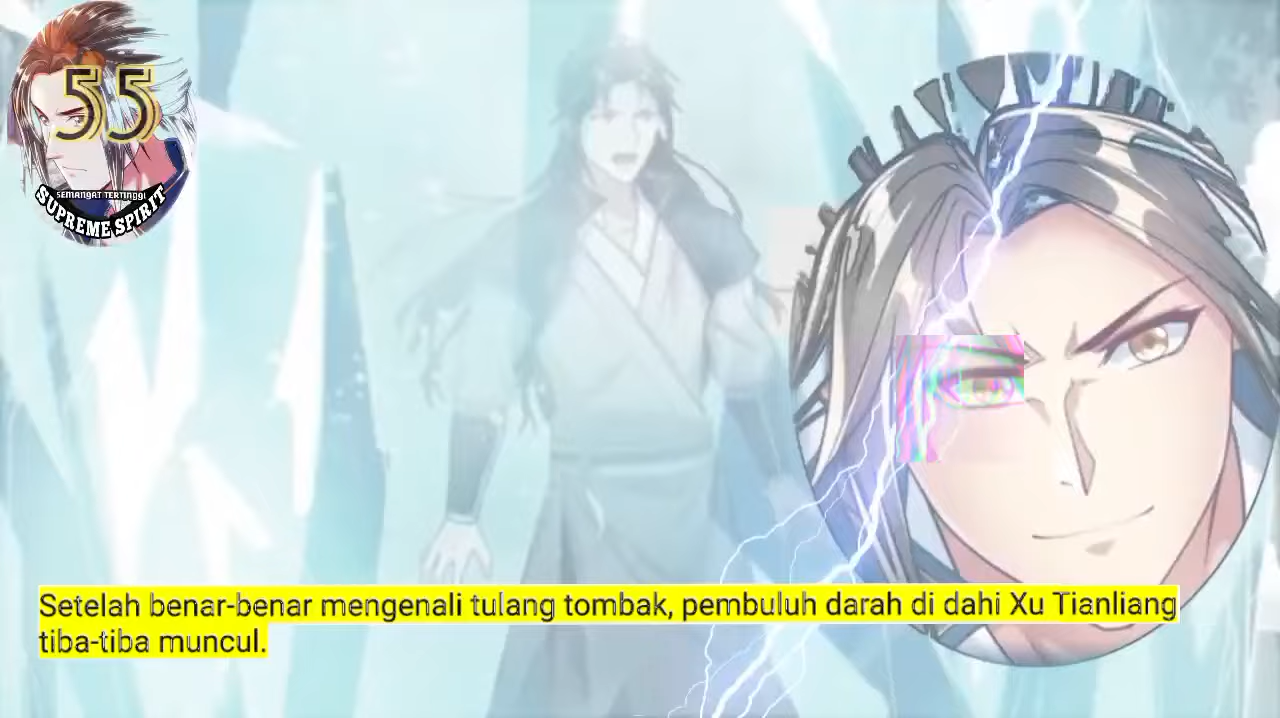 55
SEMANGAT TERTINGGI
SUPREME SPIRIT
Setelah benar-benar mengenali tulang tombak, pembuluh darah di dahi Xu Tianliang
tiba-tiba muncul.